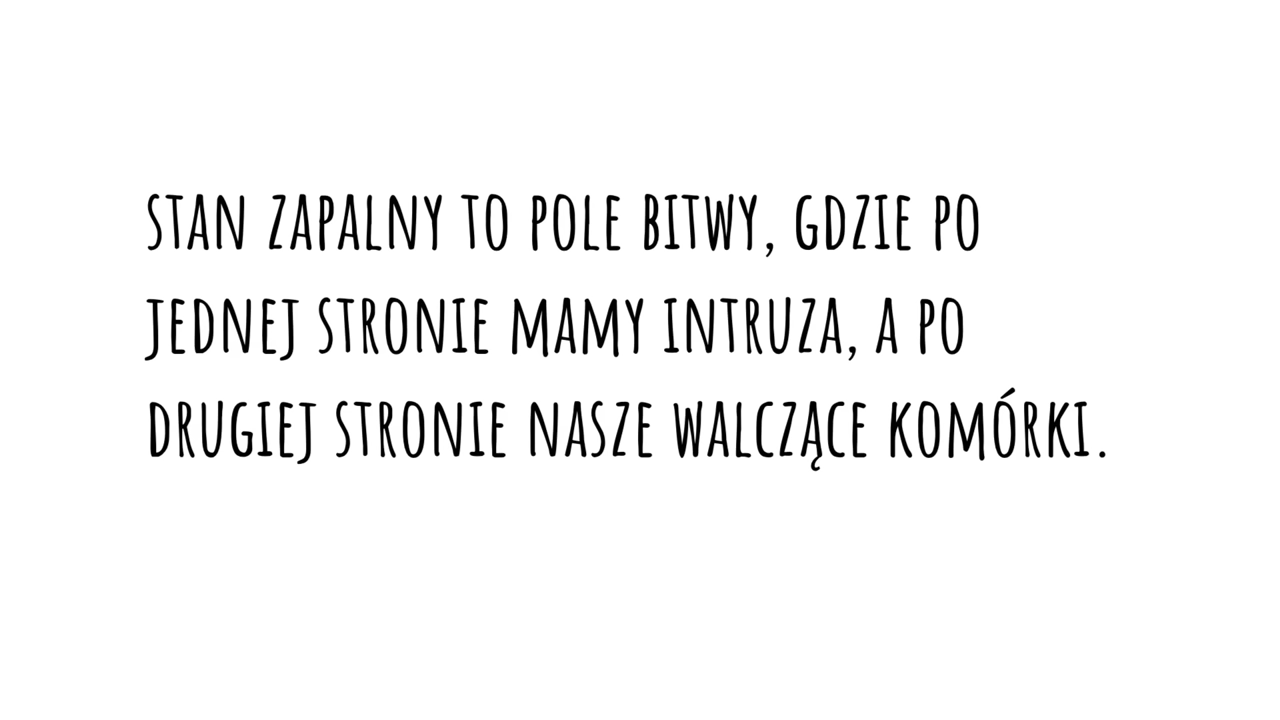 STAN ZAPALNY TO POLE BITWY, GDZIE PO
JEDNEJ STRONIE MAMY INTRUZA, A PO
DRUGIEJ STRONIE NASZE WALCZĄCE KOMÓRKI.